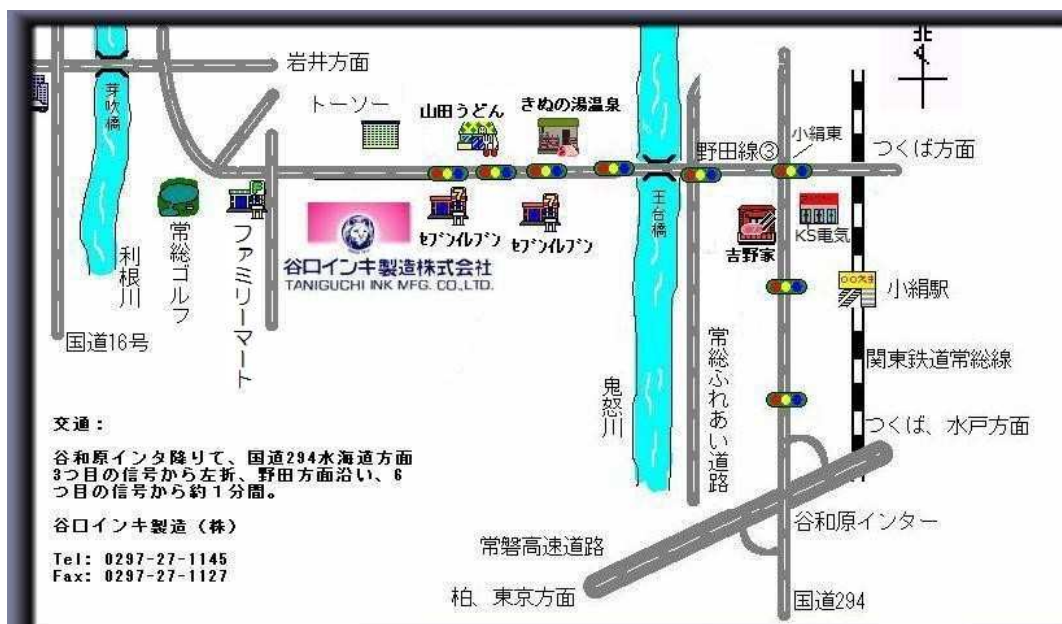 北
岩井方面
芽吹橋
トーソー
山田うどん
きぬの湯温泉
野田線③
小絹東
つくば方面
利根川
常総ゴルフ
ファミリーマート
谷口インキ製造株式会社
TANIGUCHI INK MFG. CO.,LTD.
セブンイレブン
セブンイレブン
玉台橋
吉野家
KS電気
小絹駅
国道16号
鬼怒川
常総ふれあい道路
関東鉄道常総線
つくば、水戸方面
谷和原インター
常磐高速道路
柏、東京方面
国道294
交通：
谷和原インタ降りて、国道294水海道方面
3つ目の信号から左折、野田方面沿い、6
つ目の信号から約１分間。
谷口インキ製造（株）
Tel: 0297-27-1145
Fax: 0297-27-1127